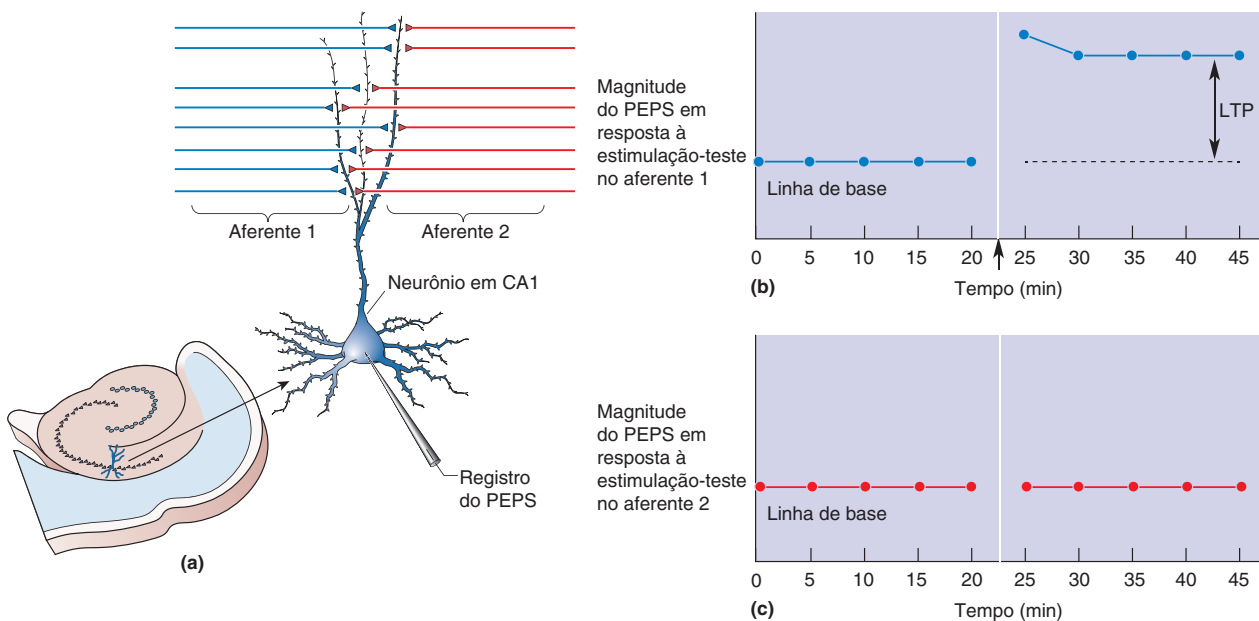 Aferente 1
Aferente 2
Neurônio em CA1
Registro
do PEPS
(a)
Magnitude
do PEPS em
resposta à
estimulação-teste
no aferente 1
Linha de base
LTP
0 5 10 15 20 25 30 35 40 45
(b)
Tempo (min)
Magnitude
do PEPS em
resposta à
estimulação-teste
no aferente 2
Linha de base
0 5 10 15 20 25 30 35 40 45
(c)
Tempo (min)